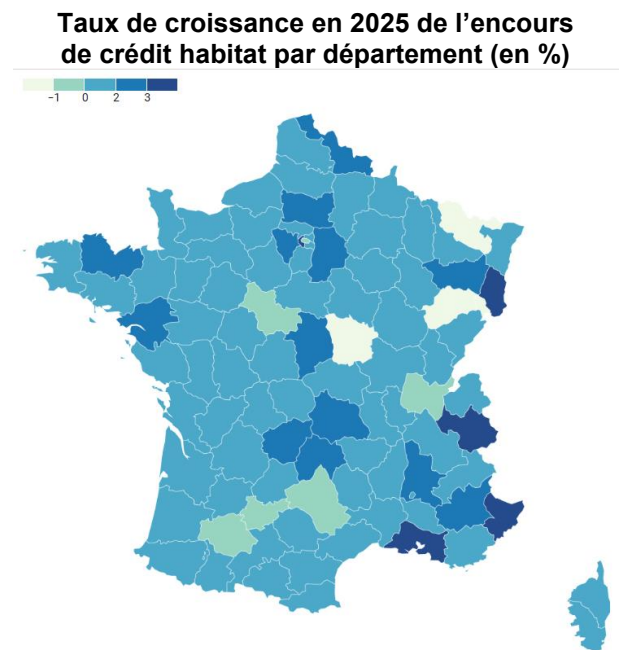 Taux de croissance en 2025 de l’encours
de crédit habitat par département (en %)
−1 0 2 3